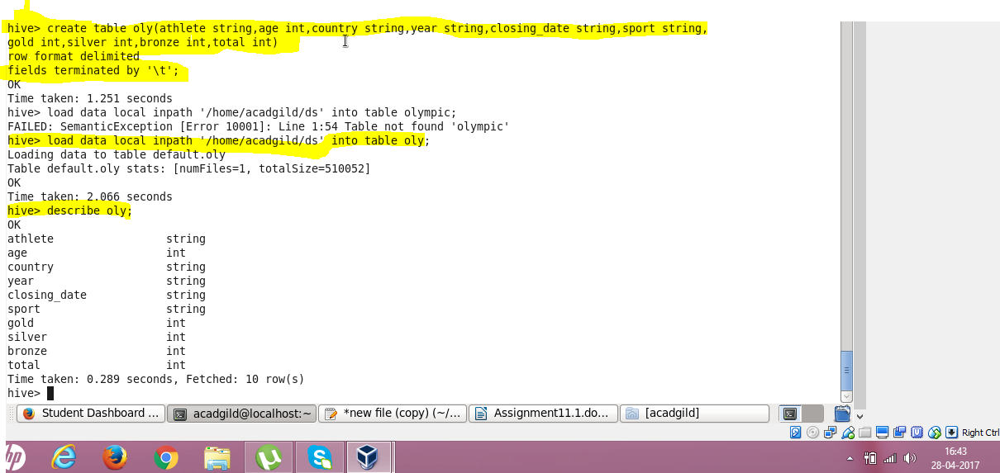 hive> create table oly(athlete string,age int,country string,year string,closing_date string,sport string,
gold int,silver int,bronze int,total int)
row format delimited
fields terminated by '\t';
OK
Time taken: 1.251 seconds
hive> load data local inpath '/home/acadgild/ds' into table olympic;
FAILED: SemanticException [Error 10001]: Line 1:54 Table not found 'olympic'
hive> load data local inpath '/home/acadgild/ds' into table oly;
Loading data to table default.oly
Table default.oly stats: [numFiles=1, totalSize=510052]
OK
Time taken: 2.066 seconds
hive> describe oly;
OK
athlete string
age int
country string
year string
closing_date string
sport string
gold int
silver int
bronze int
total int
Time taken: 0.289 seconds, Fetched: 10 row(s)
hive>
Student Dashboard ... acadgild@localhost:~ *new file (copy) (~/... Assignment11.1.do... [acadgild]
Right Ctrl
hp
16:43
28-04-2017